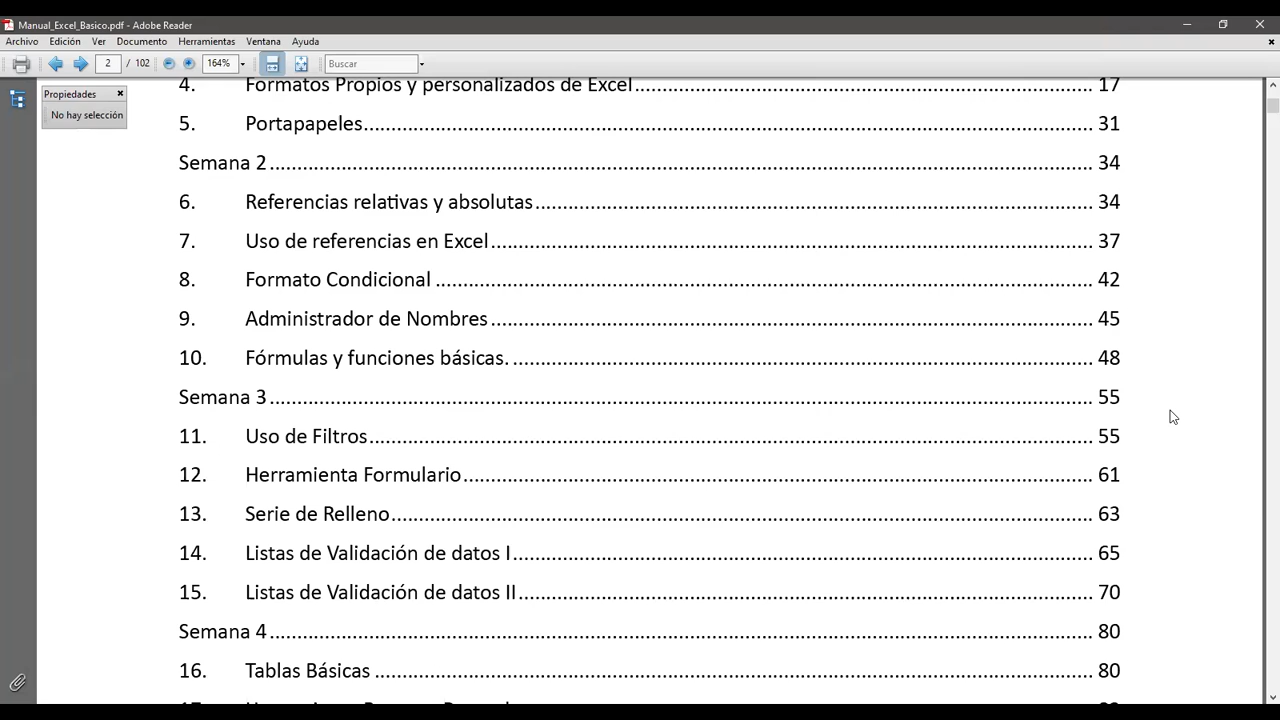 Manual_Excel_Basico.pdf - Adobe Reader
Archivo Edición Ver Documento Herramientas Ventana Ayuda
2 / 102 164% Buscar
Propiedades
No hay selección
4. Formatos Propios y personalizados de Excel 17
5. Portapapeles 31
Semana 2 34
6. Referencias relativas y absolutas 34
7. Uso de referencias en Excel 37
8. Formato Condicional 42
9. Administrador de Nombres 45
10. Fórmulas y funciones básicas. 48
Semana 3 55
11. Uso de Filtros 55
12. Herramienta Formulario 61
13. Serie de Relleno 63
14. Listas de Validación de datos I 65
15. Listas de Validación de datos II 70
Semana 4 80
16. Tablas Básicas 80